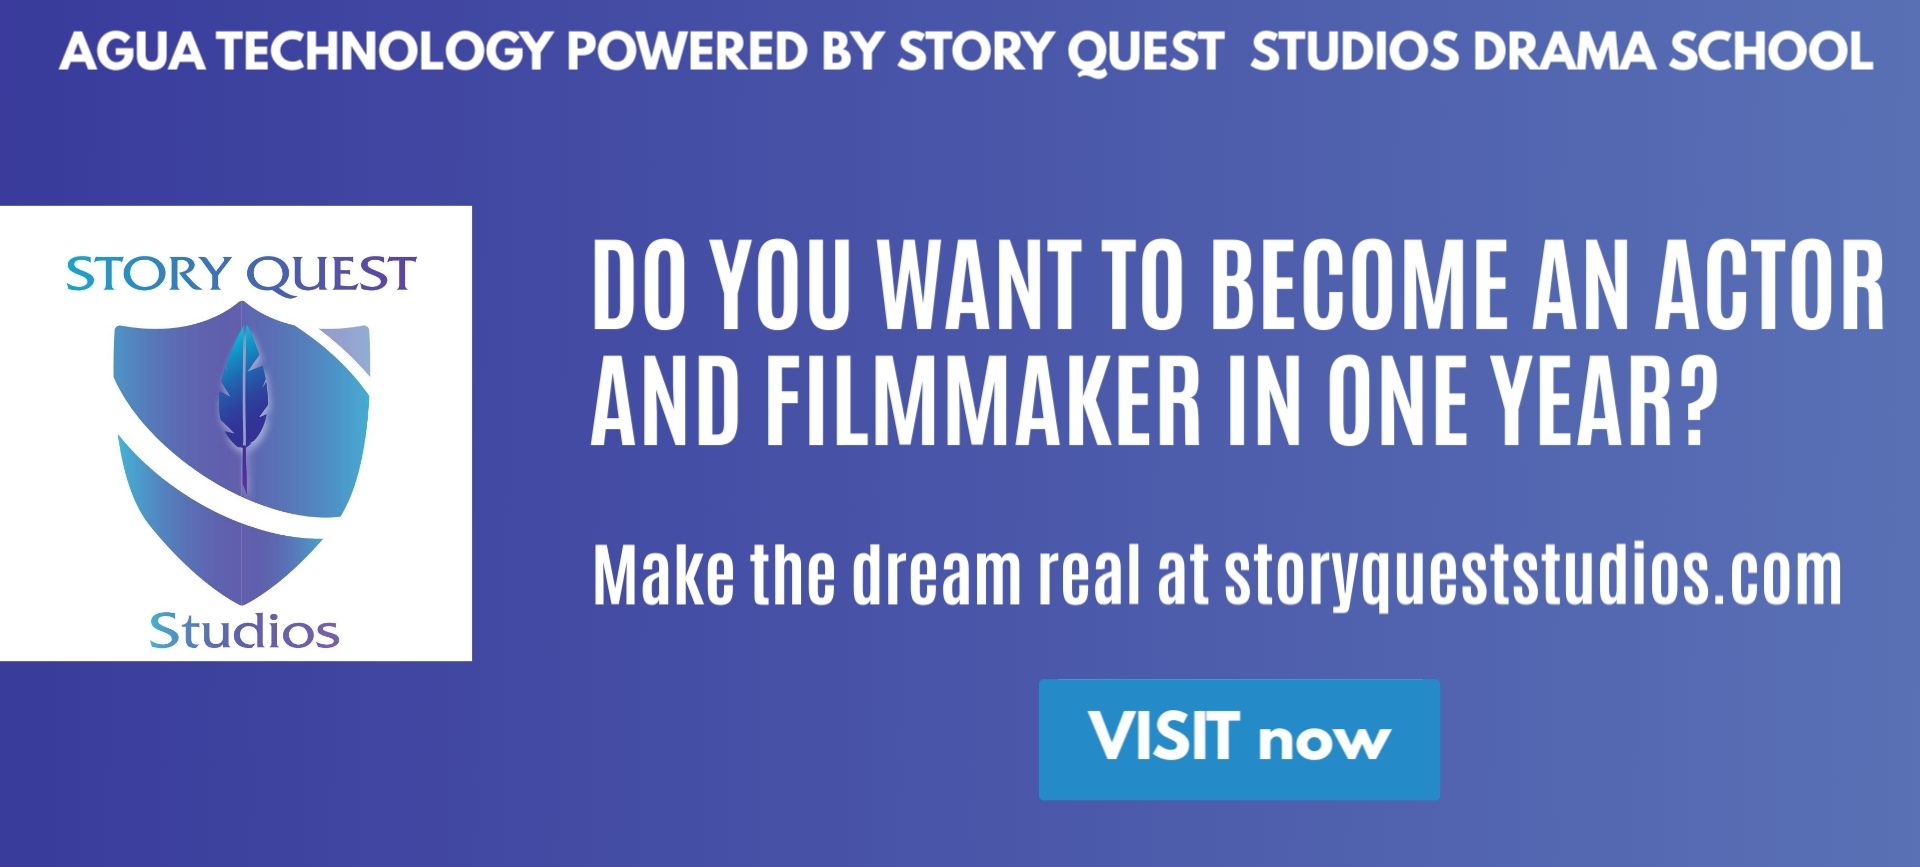 AGUA TECHNOLOGY POWERED BY STORY QUEST STUDIOS DRAMA SCHOOL
STORY QUEST
Studios
DO YOU WANT TO BECOME AN ACTOR
AND FILMMAKER IN ONE YEAR?
Make the dream real at storyqueststudios.com
VISIT now